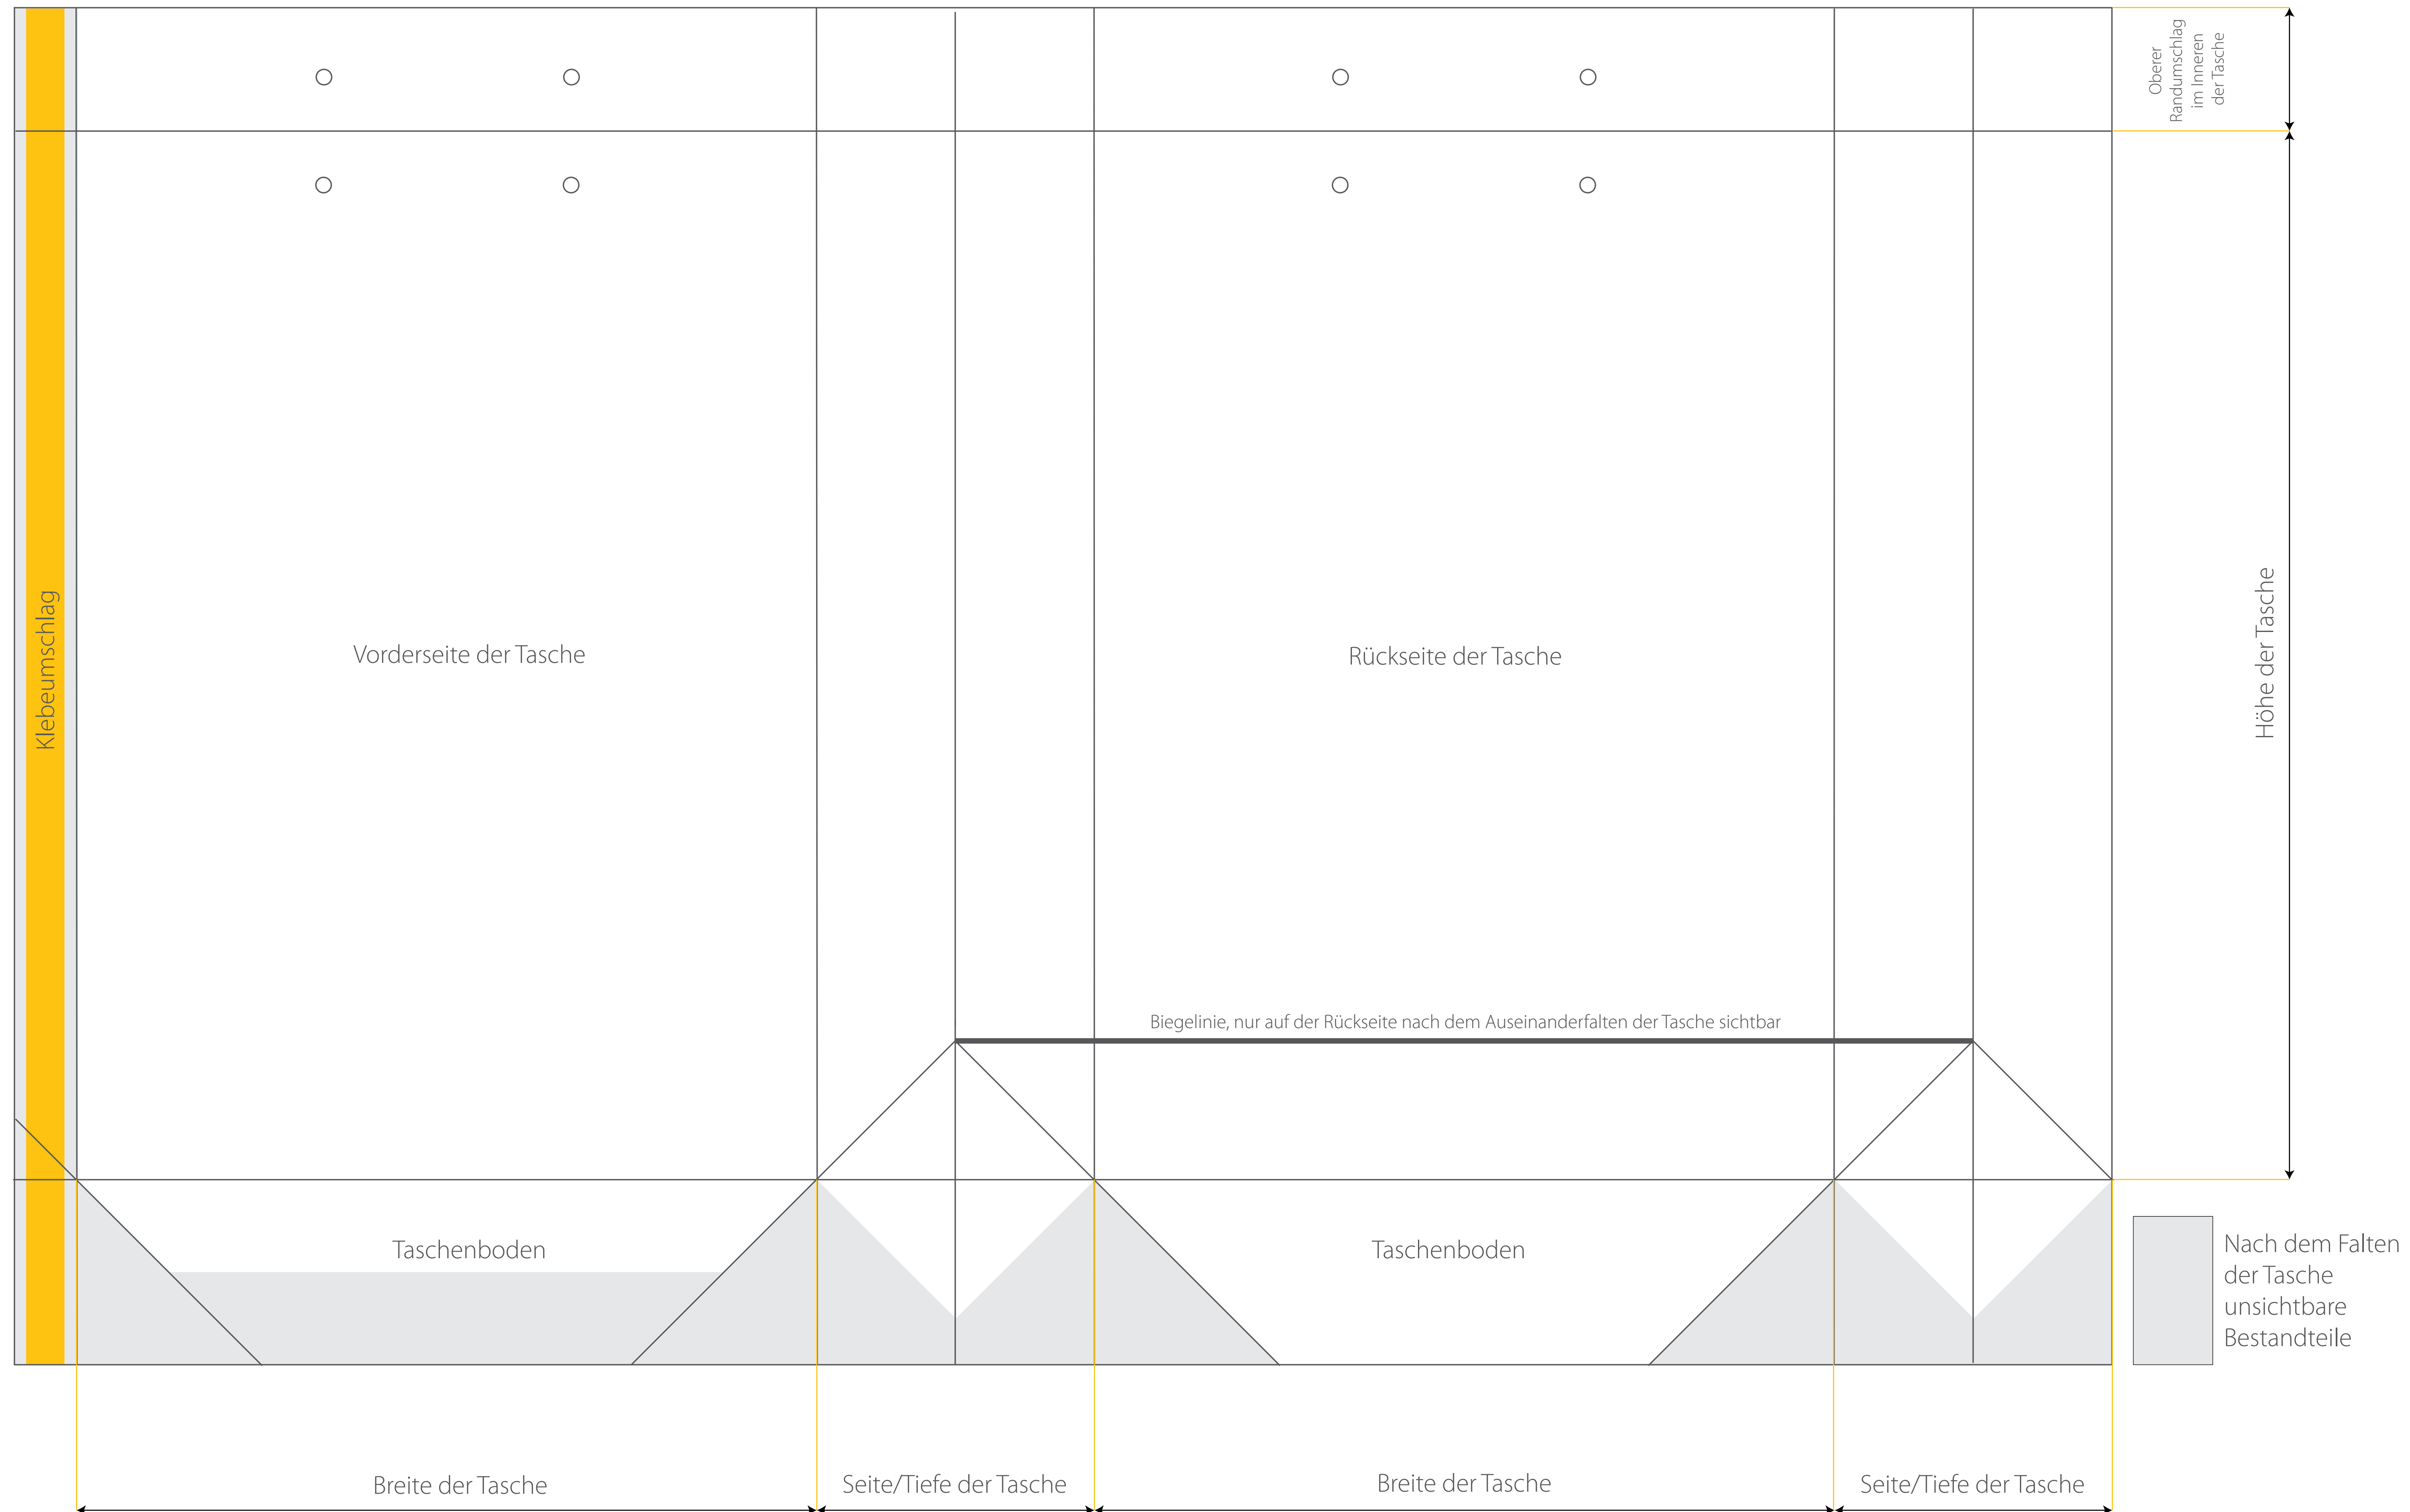 Oberer
Randumschlag
im Inneren
der Tasche
Klebeumschlag
Vorderseite der Tasche
Rückseite der Tasche
Höhe der Tasche
Biegelinie, nur auf der Rückseite nach dem Auseinanderfalten der Tasche sichtbar
Taschenboden
Taschenboden
Nach dem Falten
der Tasche
unsichtbare
Bestandteile
Breite der Tasche
Seite/Tiefe der Tasche
Breite der Tasche
Seite/Tiefe der Tasche